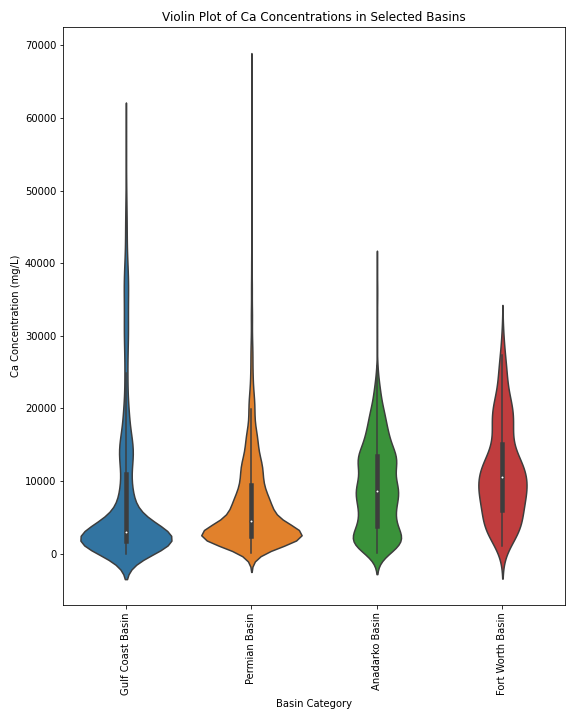 Violin Plot of Ca Concentrations in Selected Basins
70000
60000
50000
40000
30000
20000
10000
0
Ca Concentration (mg/L)
Gulf Coast Basin
Permian Basin
Anadarko Basin
Fort Worth Basin
Basin Category